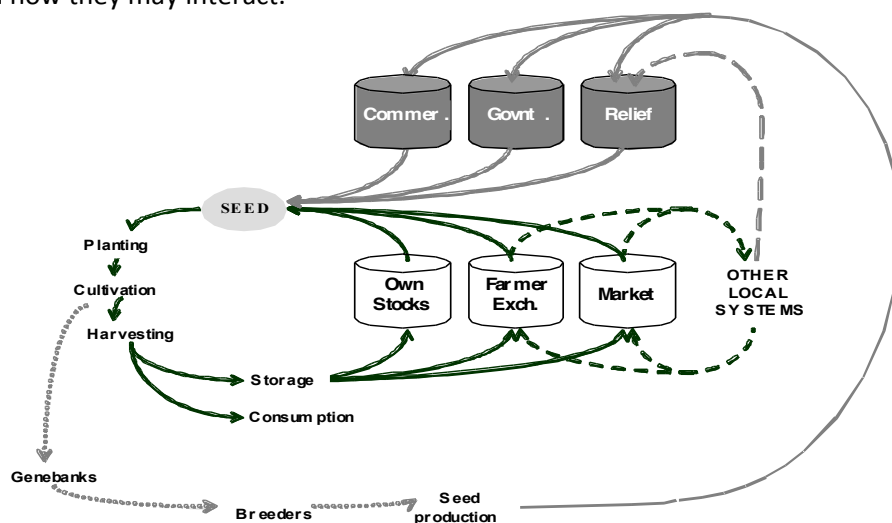 how they may interact.
Commer .
Govnt .
Relief
SEED
Planting
Cultivation
Harvesting
Own
Stocks
Farmer
Exch.
Market
OTHER
LOCAL
SYSTEMS
Storage
Consumption
Genebanks
Breeders
Seed
production